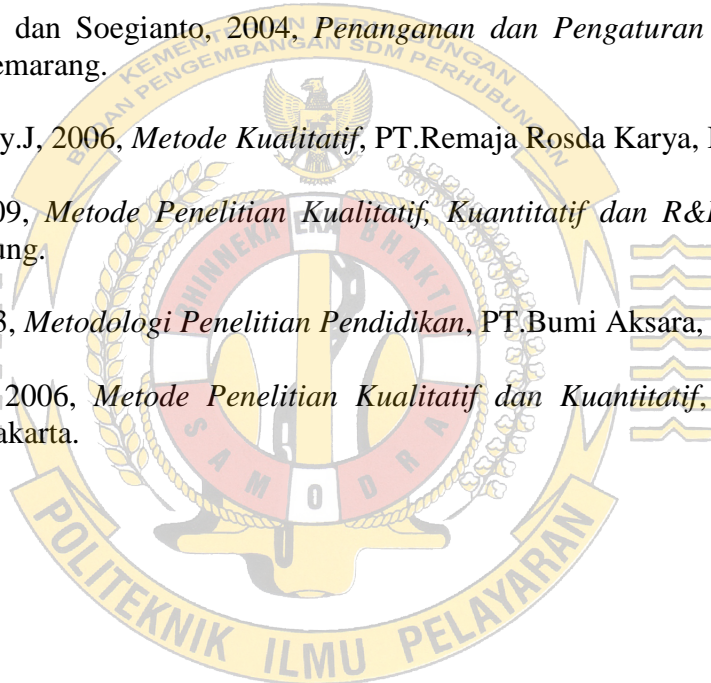 dan Soegianto, 2004, Penanganan dan Pengaturan
emarang.
y.J, 2006, Metode Kualitatif, PT.Remaja Rosda Karya,
09, Metode Penelitian Kualitatif, Kuantitatif dan R&
ung.
3, Metodologi Penelitian Pendidikan, PT.Bumi Aksara,
2006, Metode Penelitian Kualitatif dan Kuantitatif,
akarta.
BADAN PENGEMBANGAN SDM PERHUBUNGAN
BHINNEKA ERA BHAKTI
SAMODRA
POLITEKNIK ILMU PELAYARAN